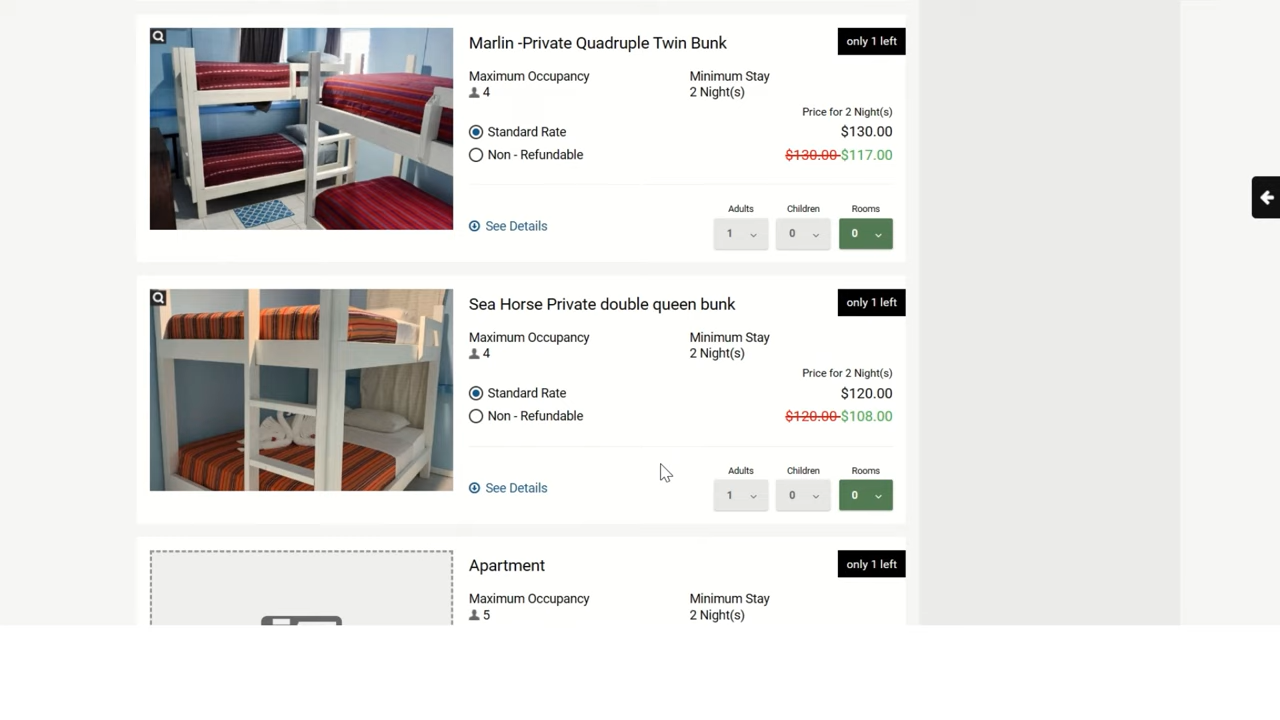 Marlin -Private Quadruple Twin Bunk
only 1 left
Maximum Occupancy
Minimum Stay
4
2 Night(s)
Price for 2 Night(s)
Standard Rate
$130.00
Non - Refundable
$130.00 $117.00
Adults
Children
Rooms
See Details
1
0
0
Sea Horse Private double queen bunk
only 1 left
Maximum Occupancy
Minimum Stay
4
2 Night(s)
Price for 2 Night(s)
Standard Rate
$120.00
Non - Refundable
$120.00 $108.00
Adults
Children
Rooms
See Details
1
0
0
Apartment
only 1 left
Maximum Occupancy
Minimum Stay
5
2 Night(s)